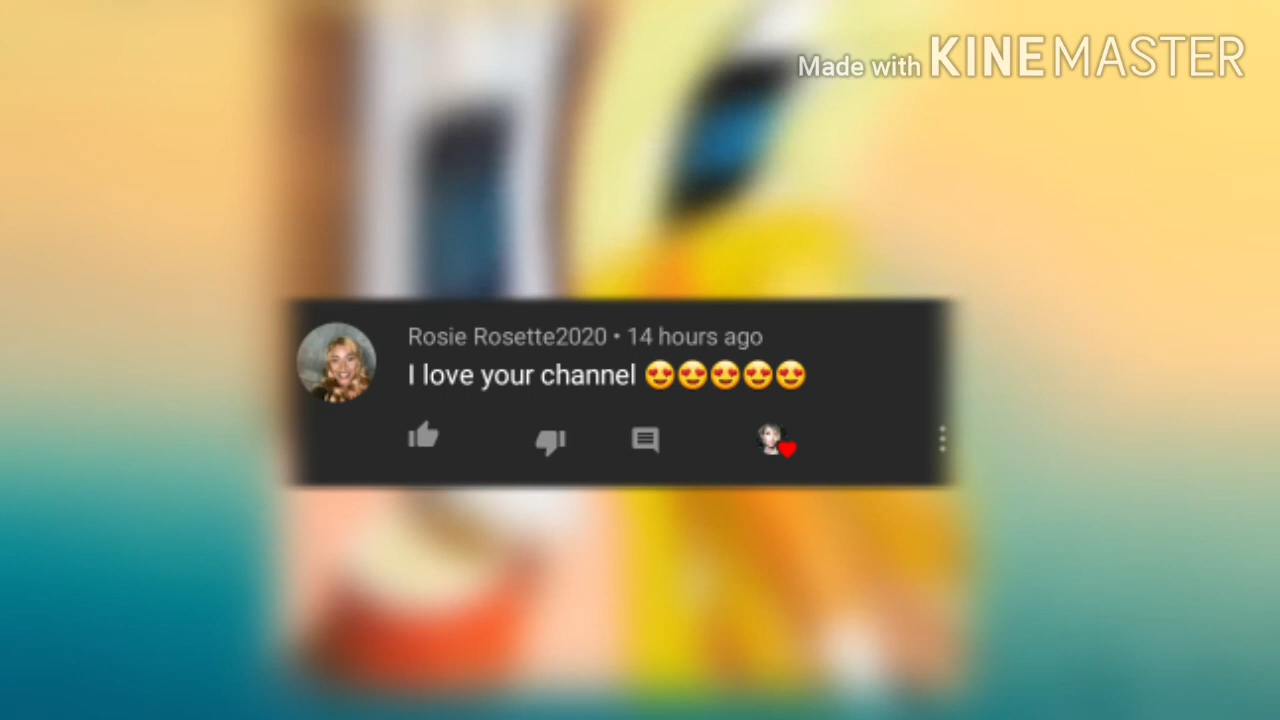 Made with KINEMASTER
Rosie Rosette2020 • 14 hours ago
I love your channel 😍😍😍😍😍